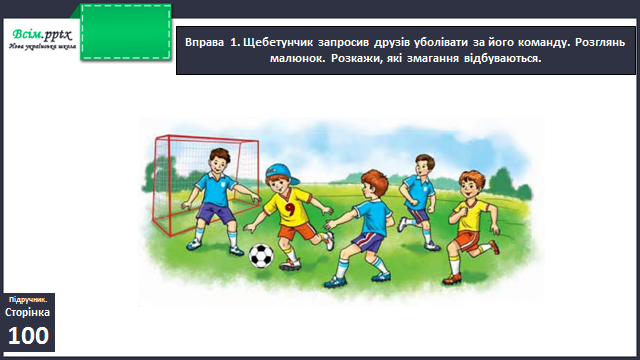 Всім.pptx
Нова українська школа
Вправа 1. Щебетунчик запросив друзів уболівати за його команду. Розглянь
малюнок. Розкажи, які змагання відбуваються.
9
Підручник.
Сторінка
100